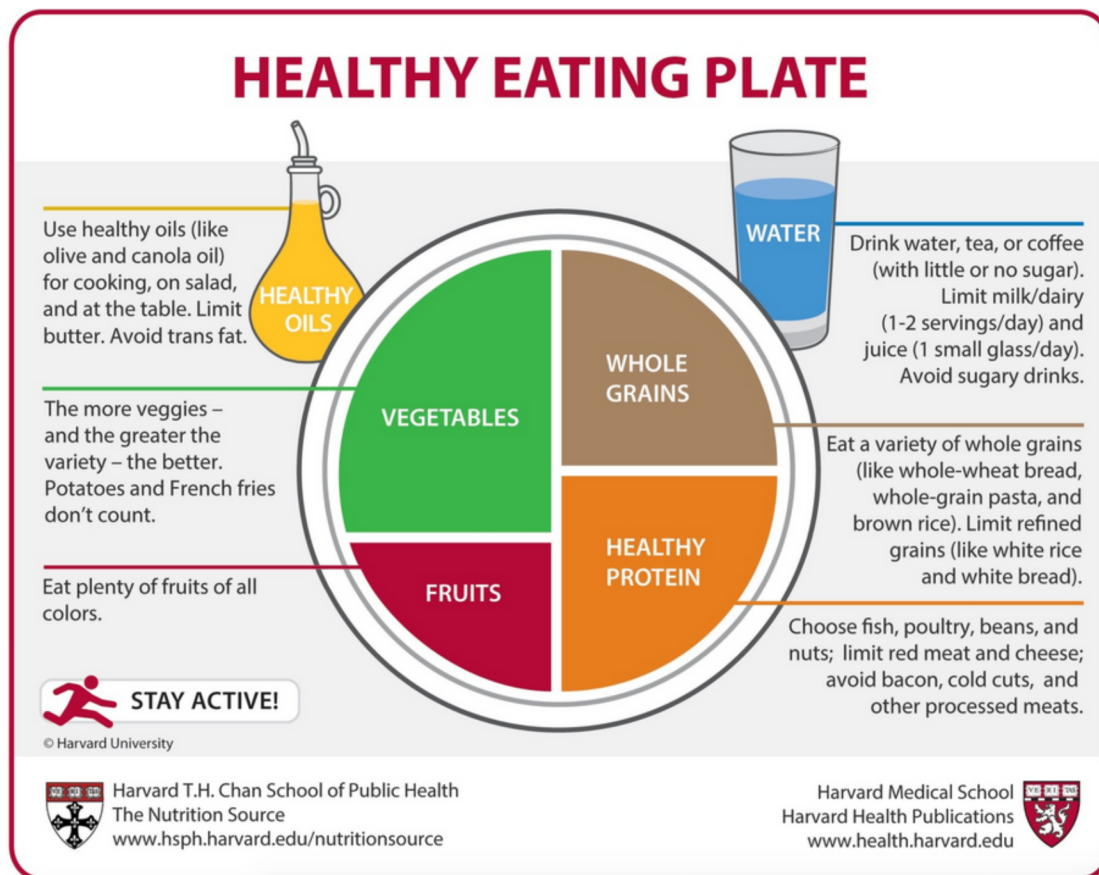 HEALTHY EATING PLATE
Use healthy oils (like
olive and canola oil)
for cooking, on salad,
and at the table. Limit
butter. Avoid trans fat.
HEALTHY
OILS
The more veggies –
and the greater the
variety – the better.
Potatoes and French fries
don’t count.
Eat plenty of fruits of all
colors.
VEGETABLES
FRUITS
WHOLE
GRAINS
HEALTHY
PROTEIN
WATER
Drink water, tea, or coffee
(with little or no sugar).
Limit milk/dairy
(1-2 servings/day) and
juice (1 small glass/day).
Avoid sugary drinks.
Eat a variety of whole grains
(like whole-wheat bread,
whole-grain pasta, and
brown rice). Limit refined
grains (like white rice
and white bread).
Choose fish, poultry, beans, and
nuts; limit red meat and cheese;
avoid bacon, cold cuts, and
other processed meats.
STAY ACTIVE!
© Harvard University
Harvard T.H. Chan School of Public Health
The Nutrition Source
www.hsph.harvard.edu/nutritionsource
Harvard Medical School
Harvard Health Publications
www.health.harvard.edu
VE RI TAS